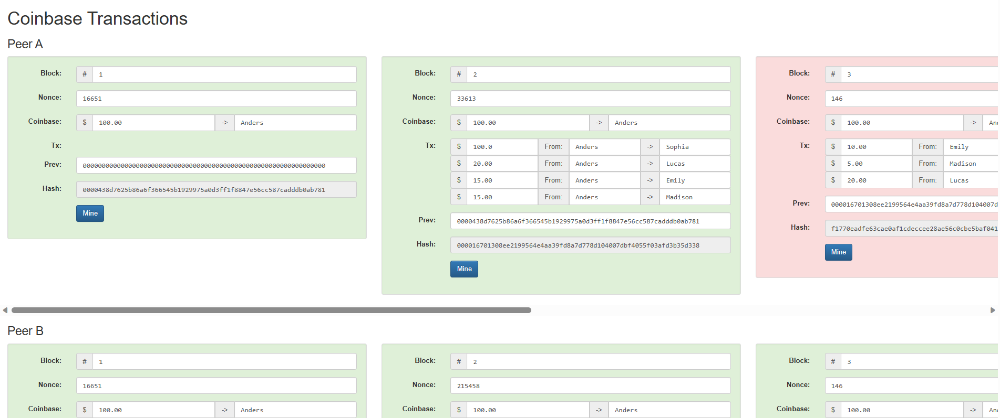 Coinbase Transactions
Peer A
Block: # 1
Nonce: 16651
Coinbase: $ 100.00 -> Anders
Tx:
Prev: 0000000000000000000000000000000000000000000000000000000000000000
Hash: 0000438d7625b86a6f366545b1929975a0d3ff1f8847e56cc587cadddb0ab781
Mine
Block: # 2
Nonce: 33613
Coinbase: $ 100.00 -> Anders
Tx: $ 100.0 From: Anders -> Sophia
$ 20.00 From: Anders -> Lucas
$ 15.00 From: Anders -> Emily
$ 15.00 From: Anders -> Madison
Prev: 0000438d7625b86a6f366545b1929975a0d3ff1f8847e56cc587cadddb0ab781
Hash: 000016701308ee2199564e4aa39fd8a7d778d104007dbf4055f03afd3b35d338
Mine
Block: # 3
Nonce: 146
Coinbase: $ 100.00 -> An
Tx: $ 10.00 From: Emily
$ 5.00 From: Madison
$ 20.00 From: Lucas
Prev: 000016701308ee2199564e4aa39fd8a7d778d104007d
Hash: f1770eadfe63cae0af1cdeccee28ae56c0cbe5baf041
Mine
Peer B
Block: # 1
Nonce: 16651
Coinbase: $ 100.00 -> Anders
Block: # 2
Nonce: 215458
Coinbase: $ 100.00 -> Anders
Block: # 3
Nonce: 146
Coinbase: $ 100.00 -> An